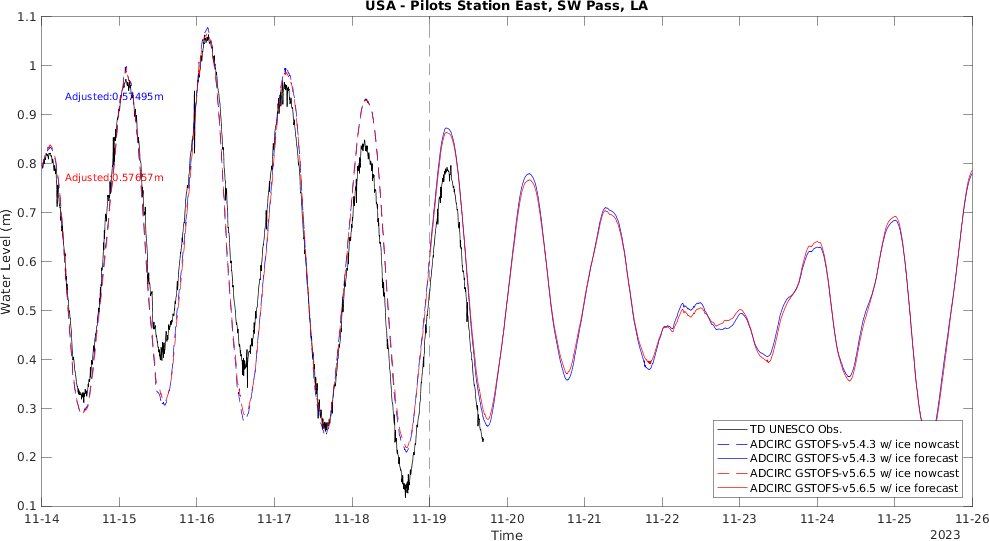 USA - Pilots Station East, SW Pass, LA
1.1
1
0.9
0.8
0.7
0.6
0.5
0.4
0.3
0.2
0.1
Water Level (m)
Adjusted:0.57495m
Adjusted:0.57657m
TD UNESCO Obs.
ADCIRC GSTOFS-v5.4.3 w/ ice nowcast
ADCIRC GSTOFS-v5.4.3 w/ ice forecast
ADCIRC GSTOFS-v5.6.5 w/ ice nowcast
ADCIRC GSTOFS-v5.6.5 w/ ice forecast
11-14 11-15 11-16 11-17 11-18 11-19 11-20 11-21 11-22 11-23 11-24 11-25 11-26
Time
2023